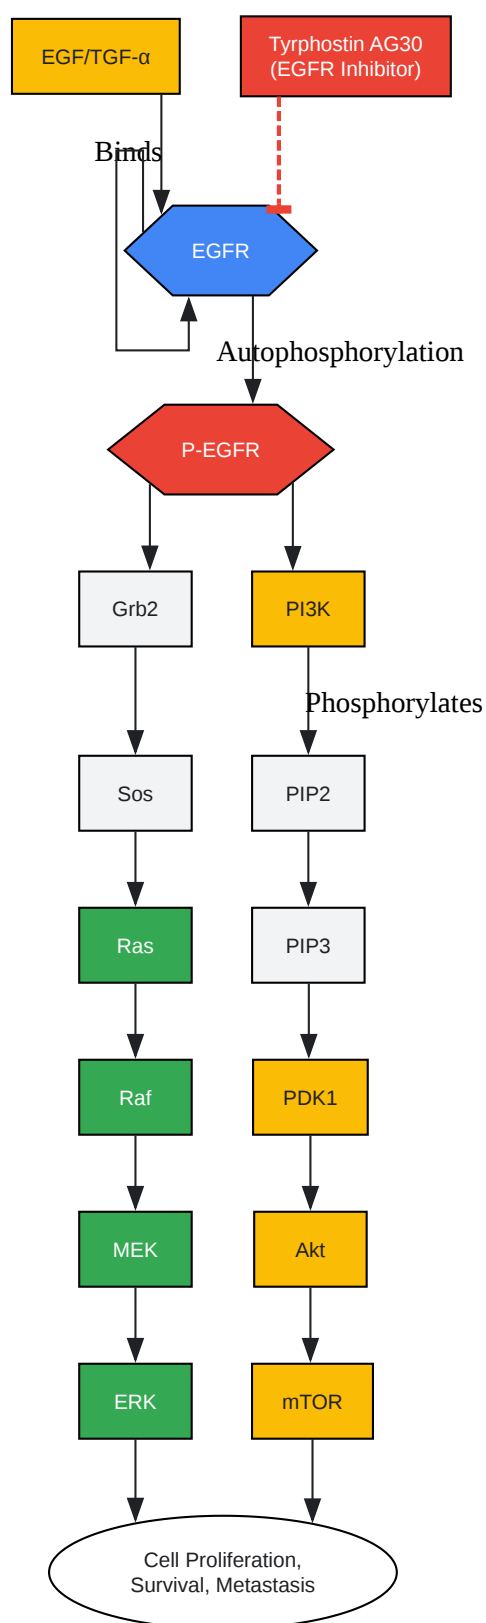 EGF/TGF-α
Tyrphostin AG30
(EGFR Inhibitor)
Binds
EGFR
Autophosphorylation
P-EGFR
Grb2
PI3K
Phosphorylates
Sos
PIP2
Ras
PIP3
Raf
PDK1
MEK
Akt
ERK
mTOR
Cell Proliferation,
Survival, Metastasis